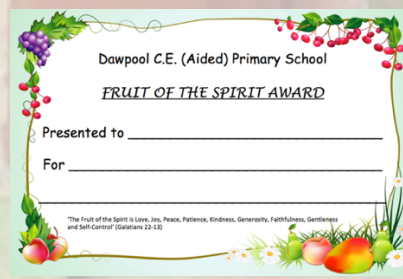 Dawpool C.E. (Aided) Primary School
FRUIT OF THE SPIRIT AWARD
Presented to
For
'The Fruit of the Spirit is Love, Joy, Peace, Patience, Kindness, Generosity, Faithfulness, Gentleness
and Self-Control' (Galatians 22-13)